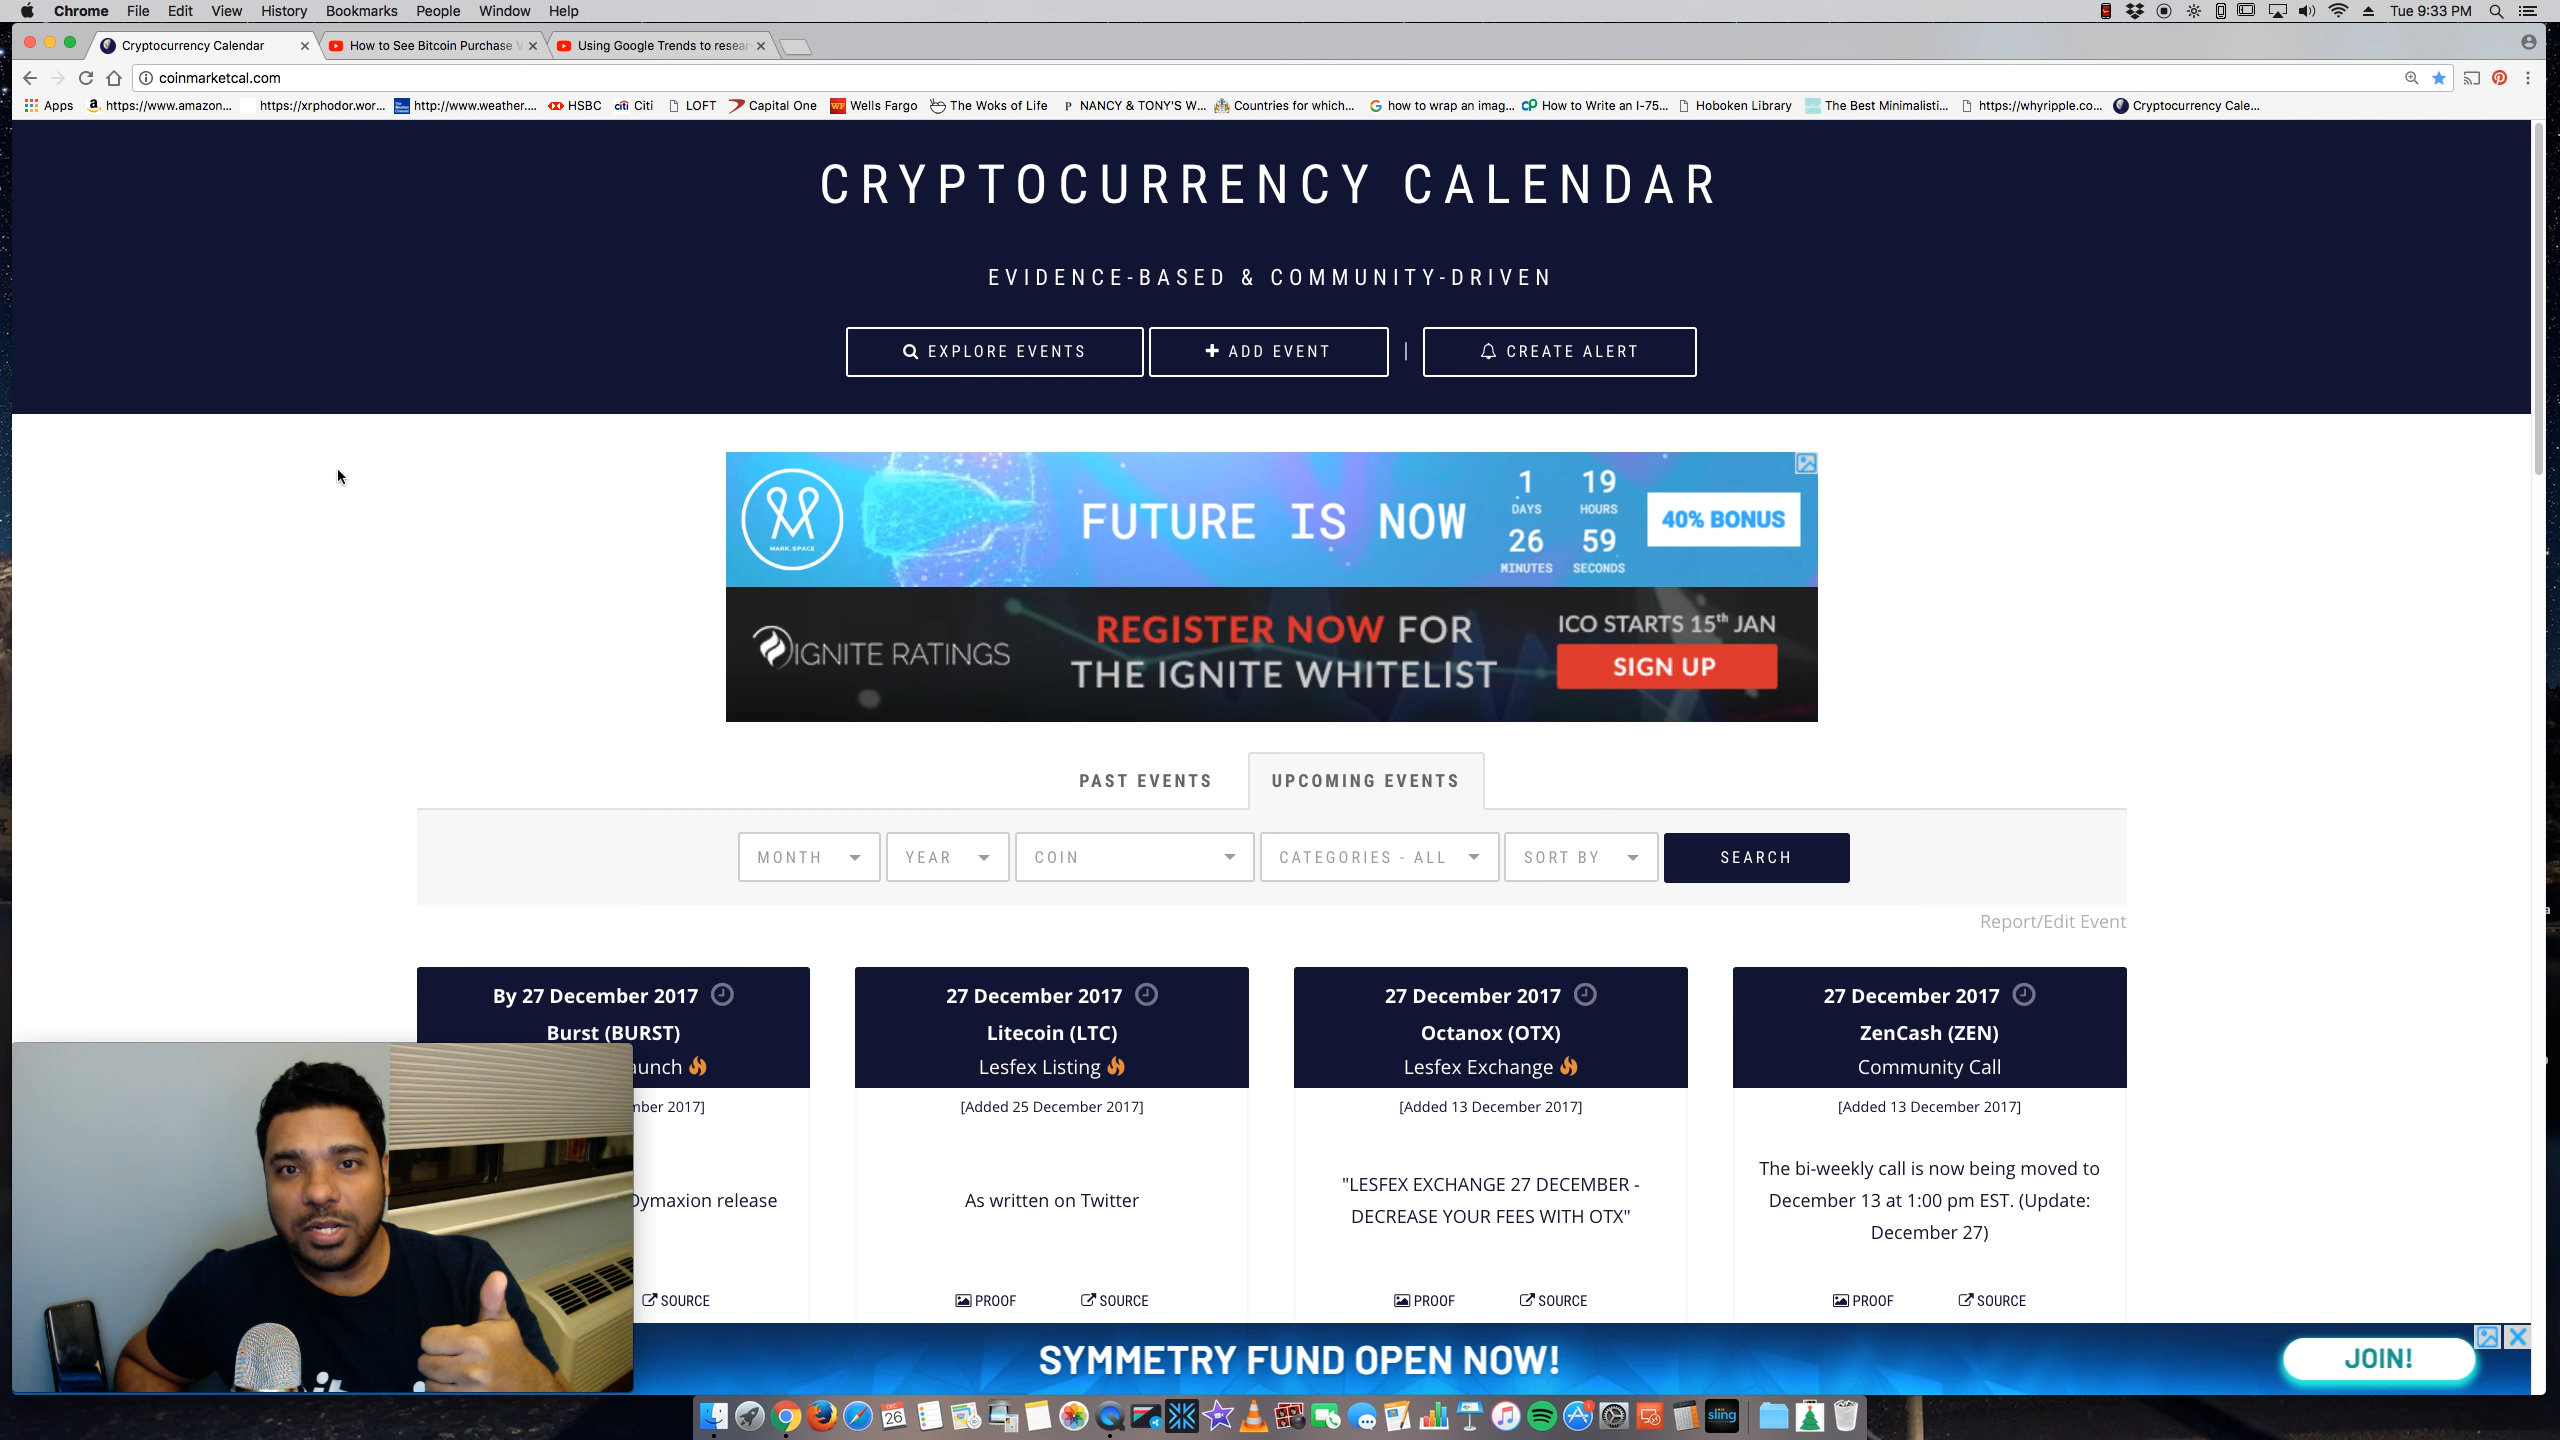 Chrome File Edit View History Bookmarks People Window Help
Tue 9:33 PM
Cryptocurrency Calendar
How to See Bitcoin Purchase
Using Google Trends to resear
coinmarketcal.com
Apps
https://www.amazon...
https://xrphodor.wor...
http://www.weather....
HSBC
Citi
LOFT
Capital One
Wells Fargo
The Woks of Life
NANCY & TONY'S W...
Countries for which...
how to wrap an imag...
How to Write an I-75...
Hoboken Library
The Best Minimalisti...
https://whyripple.co...
Cryptocurrency Cale...
CRYPTOCURRENCY CALENDAR
EVIDENCE-BASED & COMMUNITY-DRIVEN
EXPLORE EVENTS
ADD EVENT
|
CREATE ALERT
MARK.SPACE
FUTURE IS NOW
1 19
DAYS HOURS
26 59
MINUTES SECONDS
40% BONUS
IGNITE RATINGS
REGISTER NOW FOR
THE IGNITE WHITELIST
ICO STARTS 15th JAN
SIGN UP
PAST EVENTS
UPCOMING EVENTS
MONTH
YEAR
COIN
CATEGORIES - ALL
SORT BY
SEARCH
Report/Edit Event
By 27 December 2017
Burst (BURST)
aunch
mber 2017]
Dymaxion release
SOURCE
27 December 2017
Litecoin (LTC)
Lesfex Listing
[Added 25 December 2017]
As written on Twitter
PROOF SOURCE
27 December 2017
Octanox (OTX)
Lesfex Exchange
[Added 13 December 2017]
"LESFEX EXCHANGE 27 DECEMBER -
DECREASE YOUR FEES WITH OTX"
PROOF SOURCE
27 December 2017
ZenCash (ZEN)
Community Call
[Added 13 December 2017]
The bi-weekly call is now being moved to
December 13 at 1:00 pm EST. (Update:
December 27)
PROOF SOURCE
SYMMETRY FUND OPEN NOW!
JOIN!
DEC
26
sling